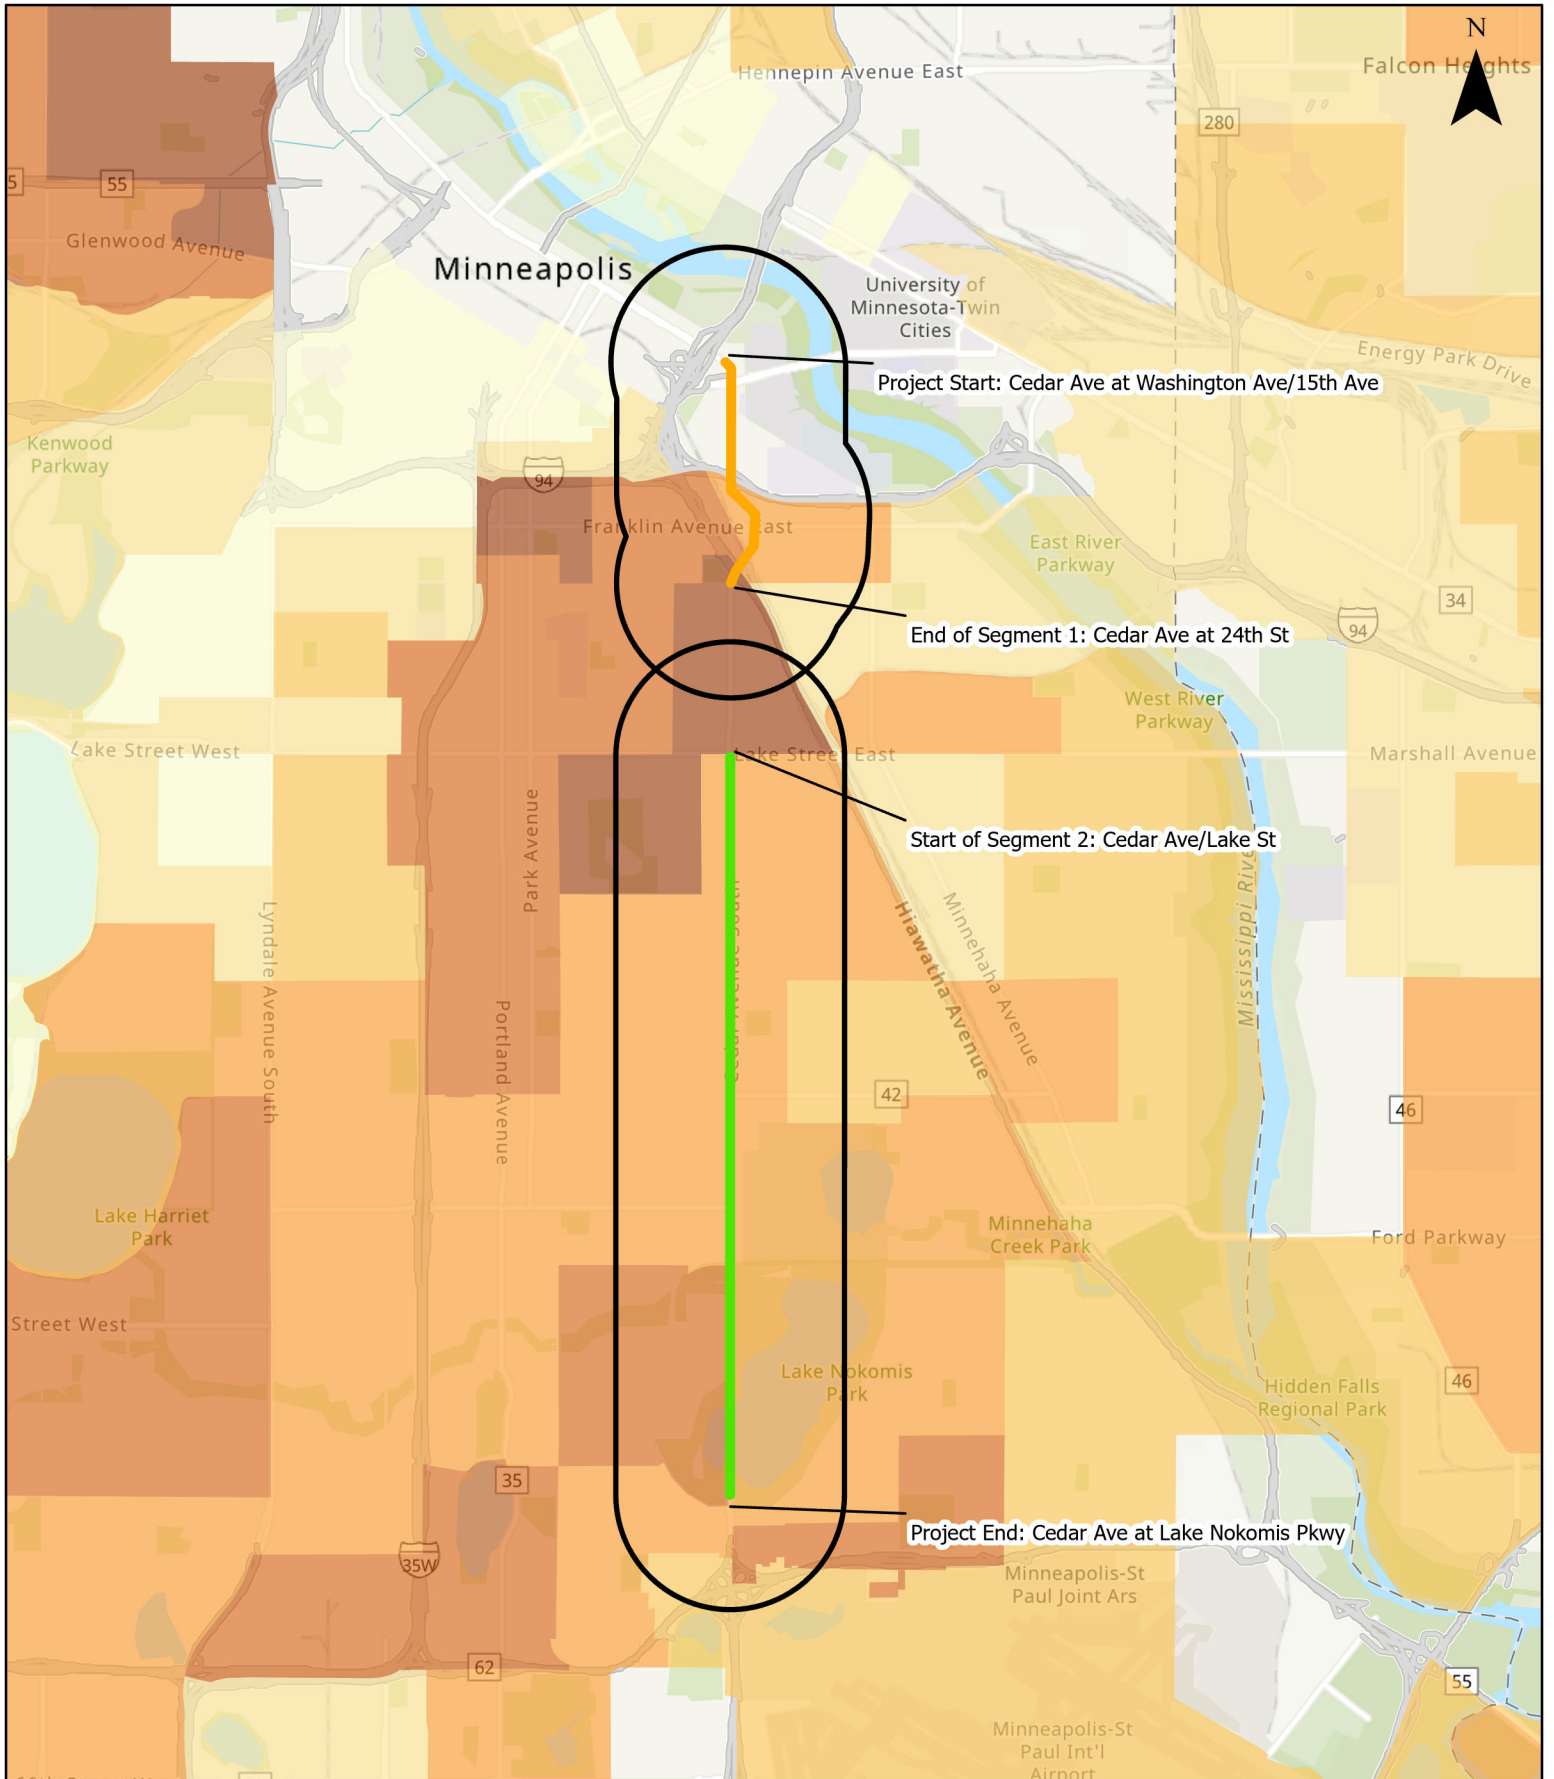 N
Hennepin Avenue East
Falcon Heights
280
5
55
Glenwood Avenue
Minneapolis
University of
Minnesota-Twin
Cities
Energy Park Drive
Project Start: Cedar Ave at Washington Ave/15th Ave
Kenwood
Parkway
94
Franklin Avenue East
East River
Parkway
34
94
End of Segment 1: Cedar Ave at 24th St
West River
Parkway
Lake Street West
Lake Street East
Marshall Avenue
Start of Segment 2: Cedar Ave/Lake St
Park Avenue
Cedar Avenue South
Lyndale Avenue South
Hiawatha Avenue
Minnehaha Avenue
Mississippi River
Portland Avenue
42
46
Lake Harriet
Park
Minnehaha
Creek Park
Ford Parkway
Street West
Lake Nokomis
Park
46
Hidden Falls
Regional Park
35
Project End: Cedar Ave at Lake Nokomis Pkwy
35W
Minneapolis-St
Paul Joint Ars
62
55
Minneapolis-St
Paul Int'l
Airport